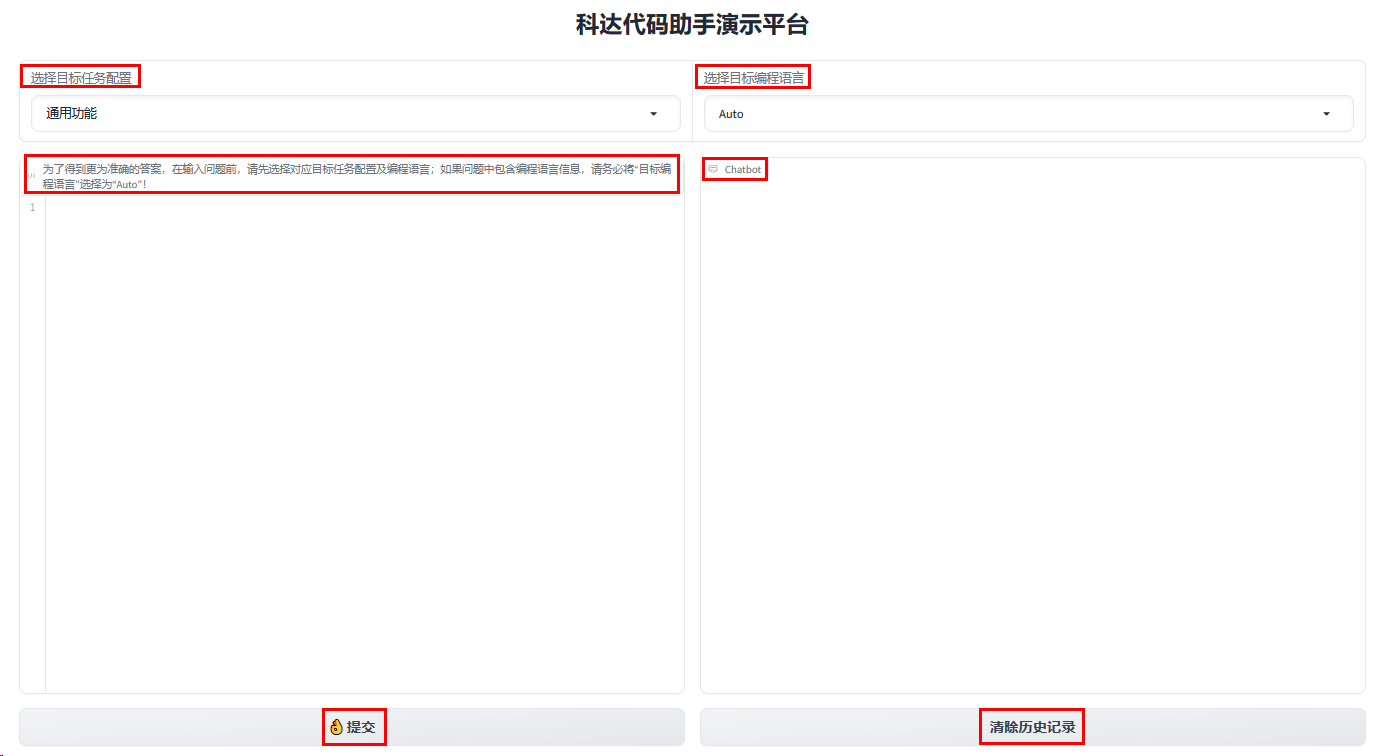 科达代码助手演示平台
选择目标任务配置
选择目标编程语言
通用功能
Auto
为了得到更为准确的答案，在输入问题前，请先选择对应目标任务配置及编程语言；如果问题中包含编程语言信息，请务必将“目标编
程语言”选择为“Auto”！
Chatbot
1
提交
清除历史记录